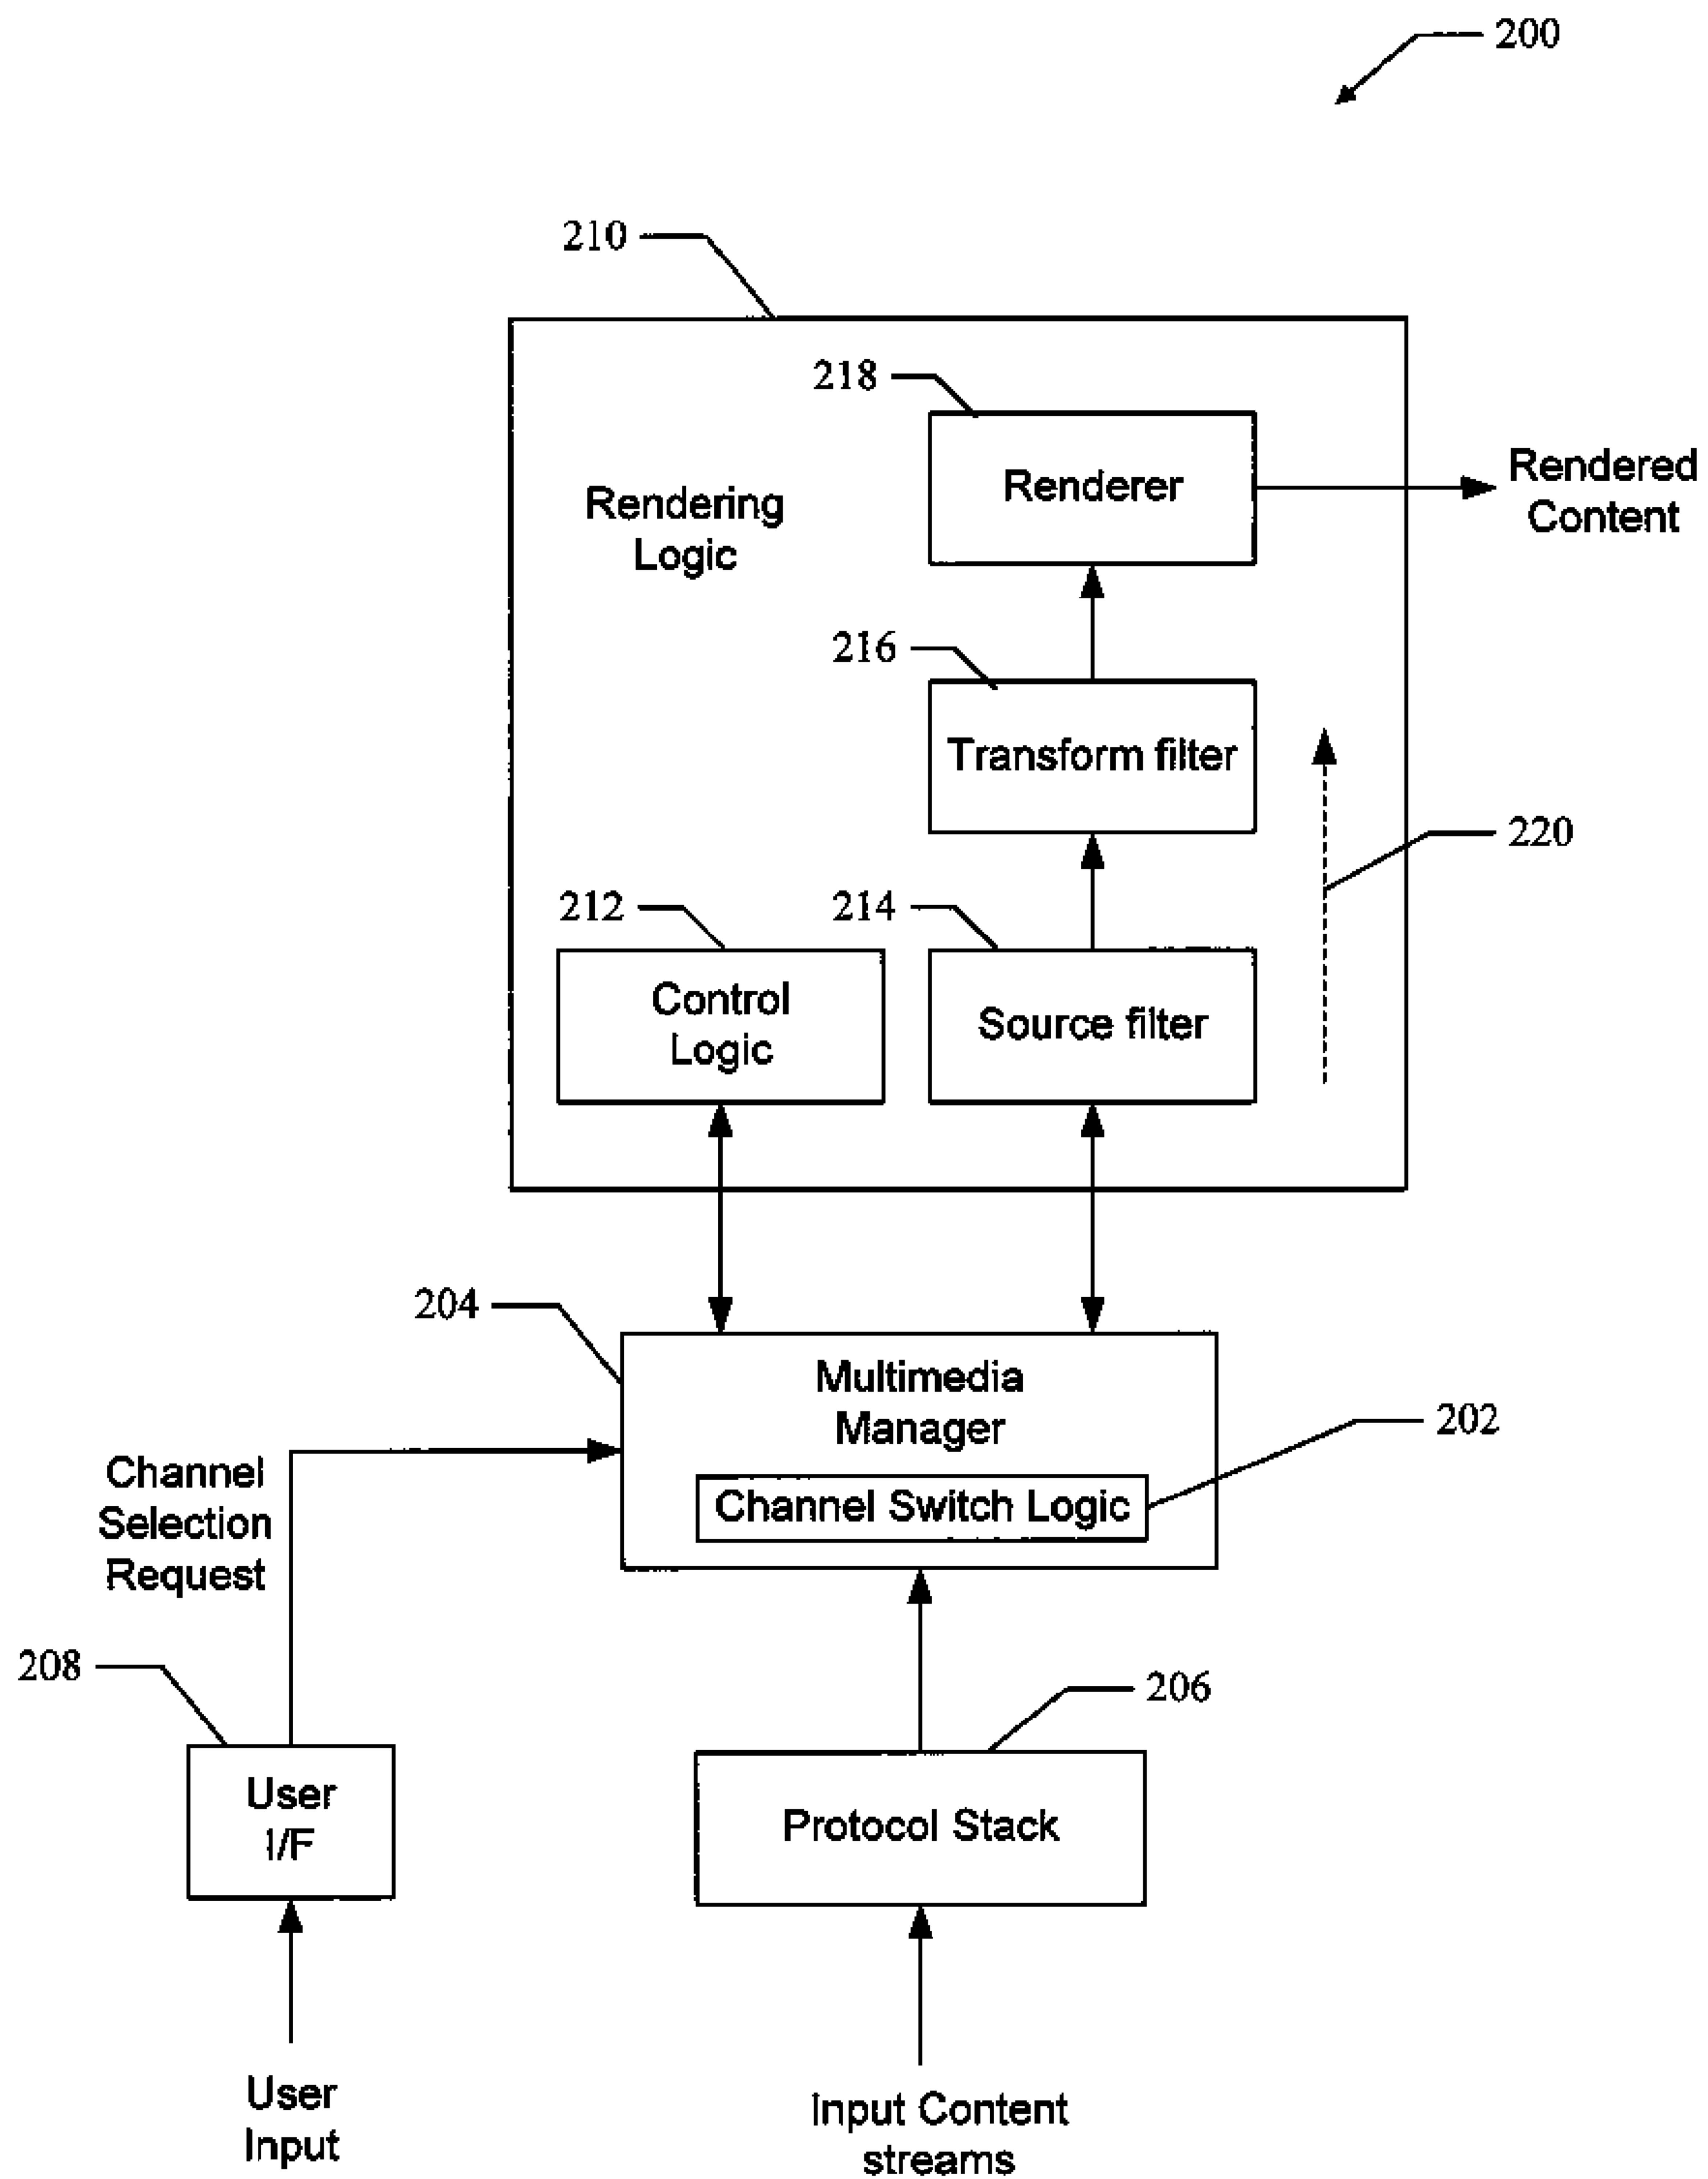 200
210
218
Renderer
Rendered
Content
Rendering
Logic
216
Transform filter
220
212
214
Control
Logic
Source filter
204
Multimedia
Manager
202
Channel Switch Logic
Channel
Selection
Request
208
206
User
I/F
Protocol Stack
User
Input
Input Content
streams